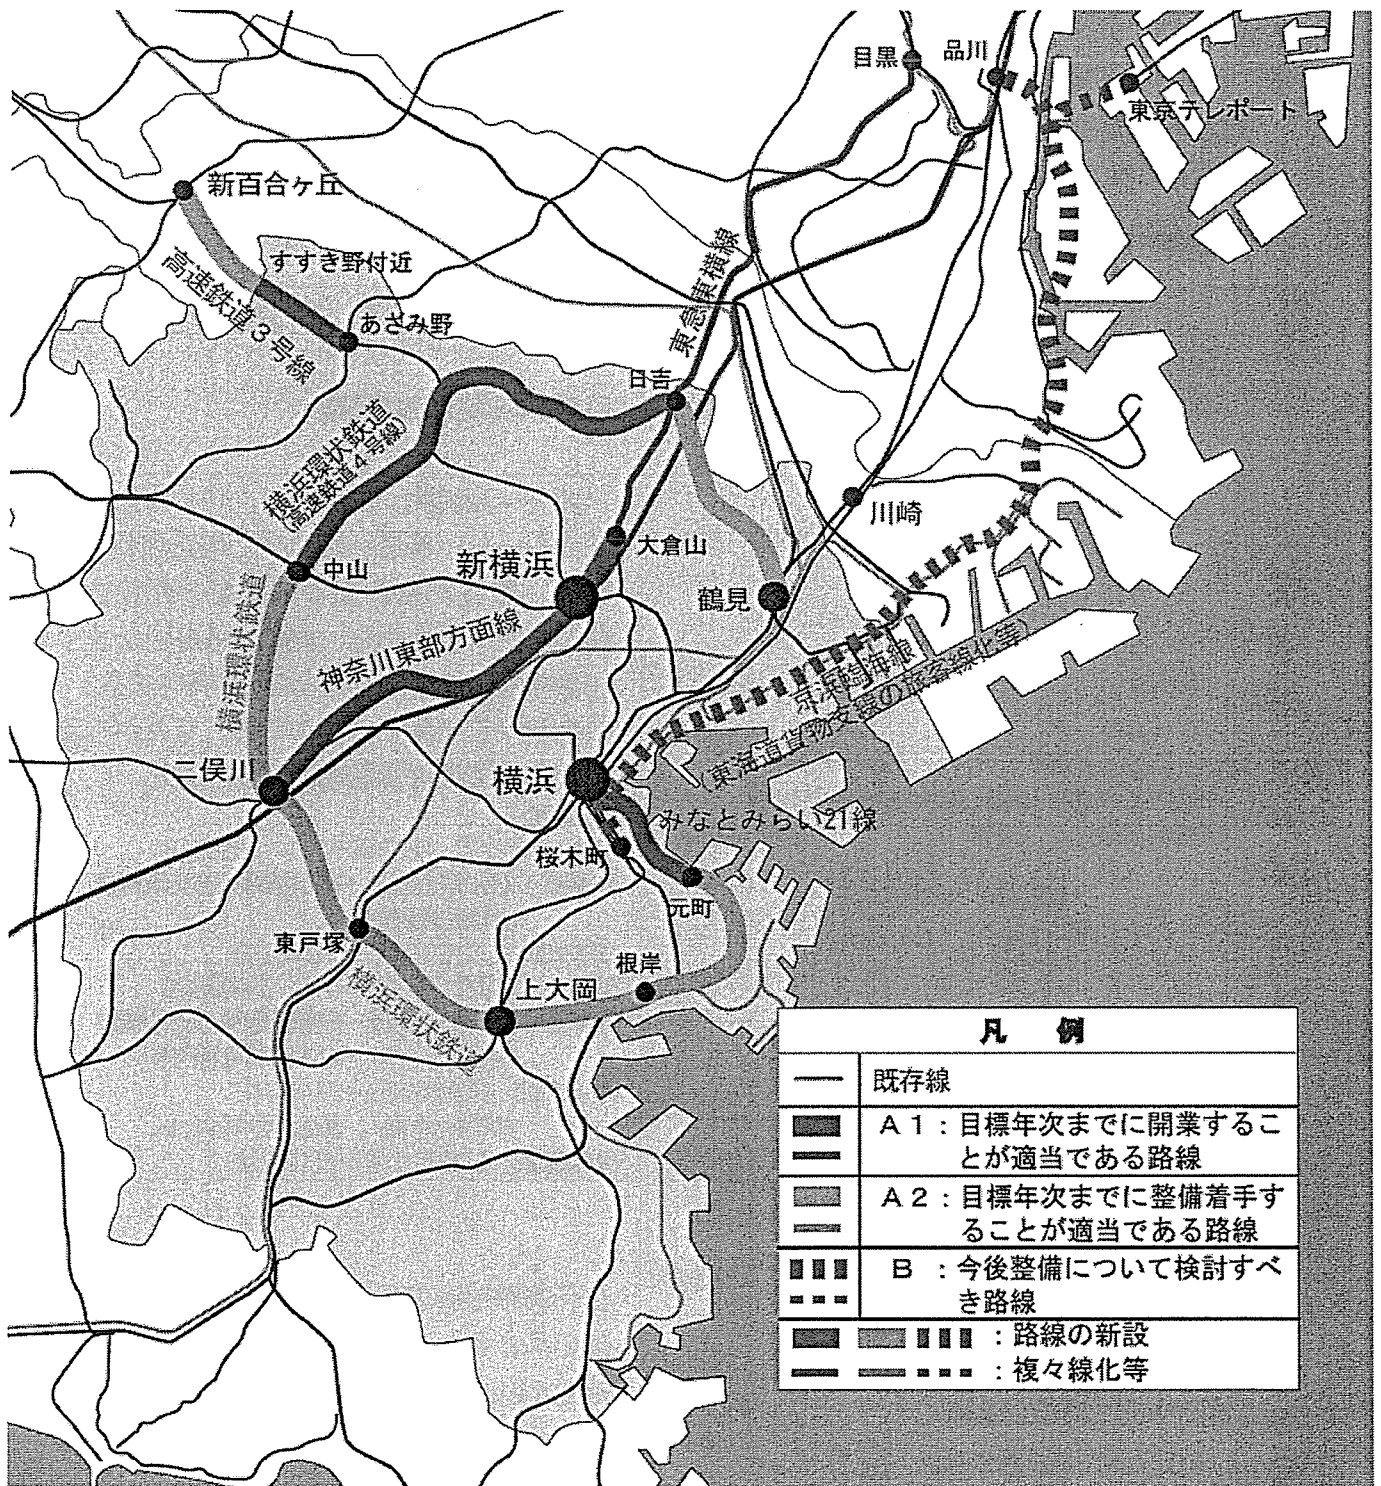 目黒
品川
東京テレポート
新百合ヶ丘
すすき野付近
高速鉄道3号線
あざみ野
東急東横線
日吉
横浜環状鉄道
(高速鉄道4号線)
川崎
大倉山
新横浜
中山
鶴見
横浜環状鉄道
神奈川東部方面線
京浜臨海線
(東海道貨物支線の旅客線化等)
二俣川
横浜
みなとみらい21線
桜木町
元町
東戸塚
根岸
上大岡
横浜環状鉄道
凡 例
既存線
A1：目標年次までに開業するこ
とが適当である路線
A2：目標年次までに整備着手す
ることが適当である路線
B ：今後整備について検討すべ
き路線
：路線の新設
：複々線化等